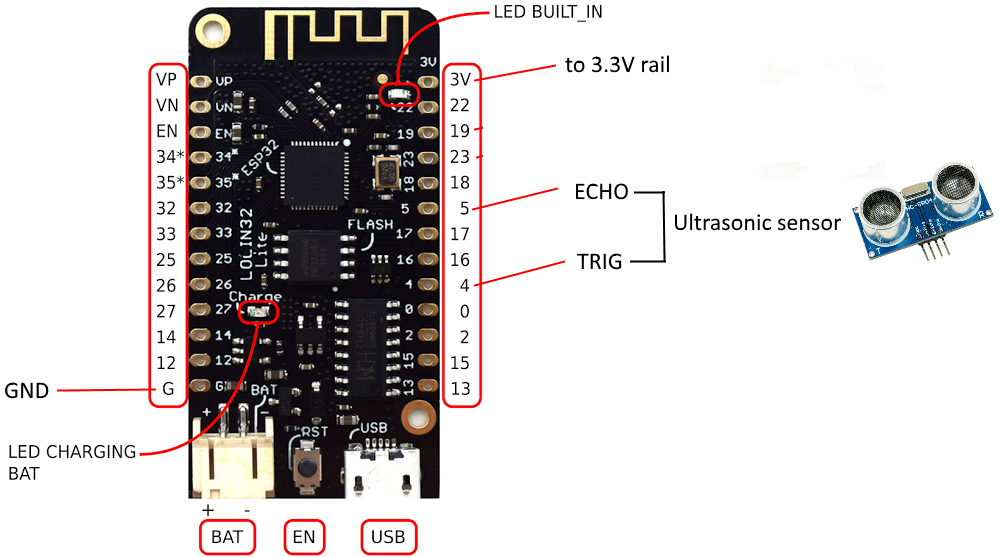 LED BUILT_IN
3V
VP
VP
3V
to 3.3V rail
VN
VN
22
22
EN
EN
19
19
34*
34
*
ESP32
23
23
35*
35
*
18
18
ECHO
32
32
5
5
Ultrasonic sensor
33
33
LOLIN32
Lite
FLASH
17
17
25
25
16
16
TRIG
26
26
4
4
Charge
27
27
0
0
14
14
2
2
12
12
15
15
GND
G
G
13
13
BAT
+
-
RST
USB
LED CHARGING
BAT
+
-
BAT
EN
USB
T
R